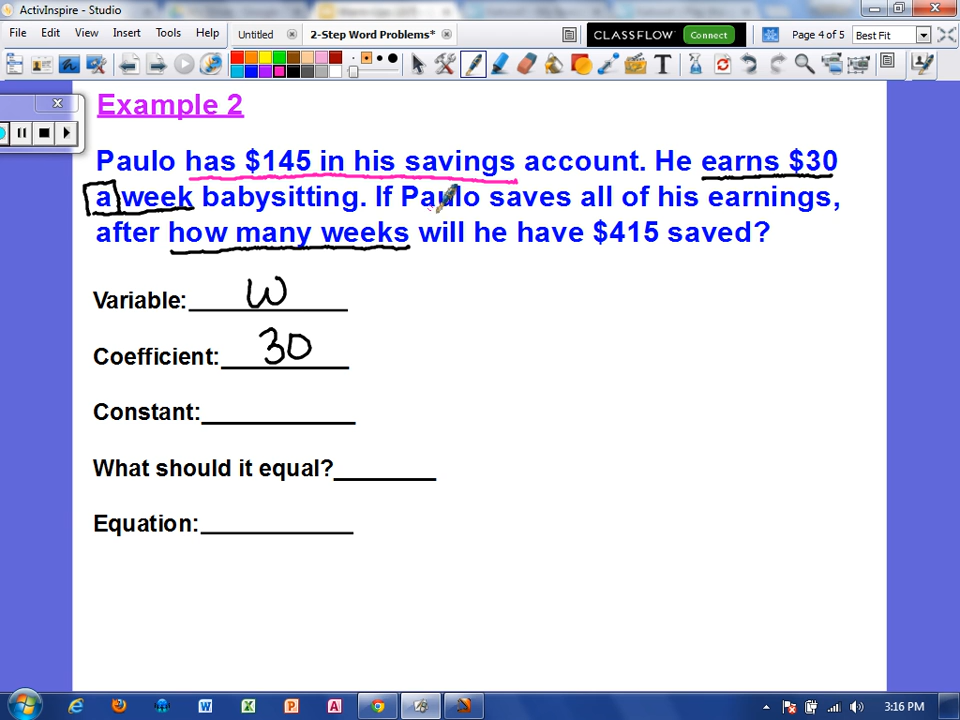 ActivInspire - Studio
File Edit View Insert Tools Help Untitled 2-Step Word Problems* CLASSFLOW Connect Page 4 of 5 Best Fit
Example 2
Paulo has $145 in his savings account. He earns $30
a week babysitting. If Paulo saves all of his earnings,
after how many weeks will he have $415 saved?
Variable: W
Coefficient: 30
Constant:
What should it equal?
Equation:
3:16 PM